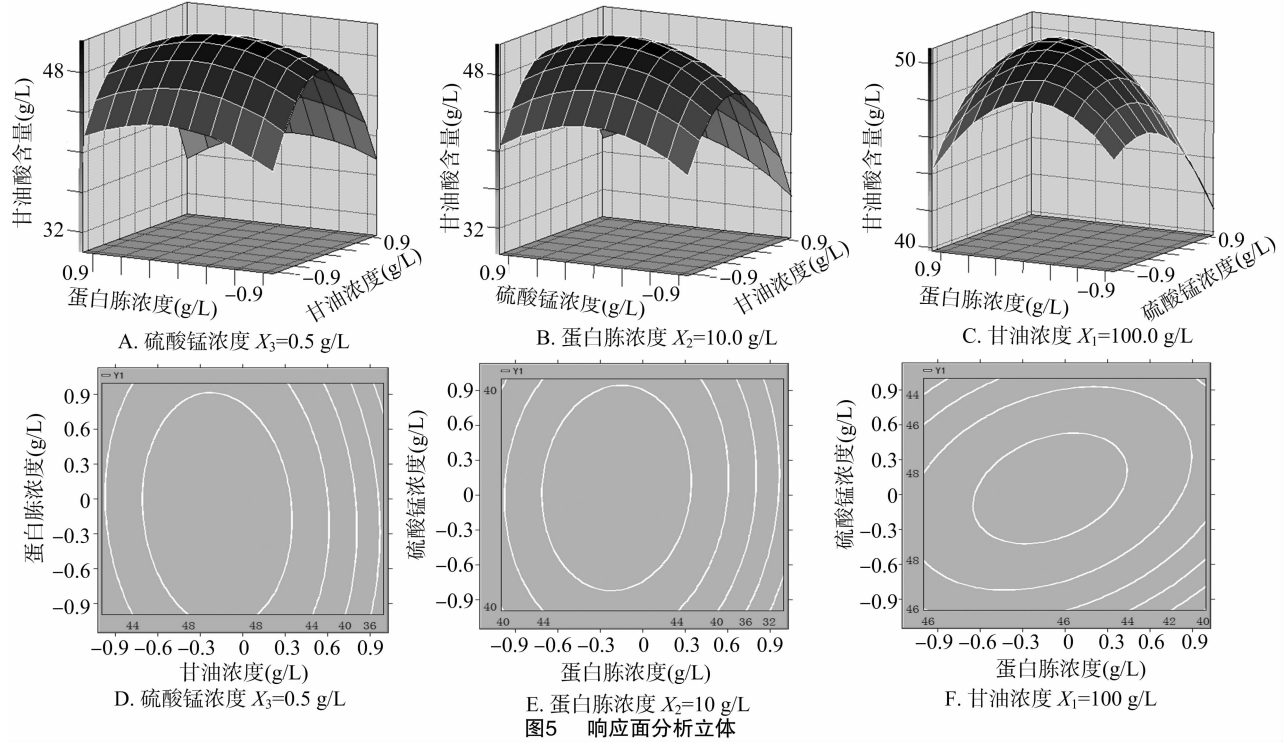 甘油酸含量(g/L)
48
32
0.9
蛋白胨浓度(g/L)
−0.9
−0.9
甘油浓度(g/L)
0.9
A. 硫酸锰浓度 X₃=0.5 g/L
甘油酸含量(g/L)
48
32
0.9
硫酸锰浓度(g/L)
−0.9
−0.9
甘油浓度(g/L)
0.9
B. 蛋白胨浓度 X₂=10.0 g/L
甘油酸含量(g/L)
50
40
0.9
蛋白胨浓度(g/L)
−0.9
−0.9
硫酸锰浓度(g/L)
0.9
C. 甘油浓度 X₁=100.0 g/L
Y1
蛋白胨浓度(g/L)
0.9
0.6
0.3
0
−0.3
−0.6
−0.9
44 48 48 44 40 36
−0.9 −0.6 −0.3 0 0.3 0.6 0.9
甘油浓度(g/L)
D. 硫酸锰浓度 X₃=0.5 g/L
Y1
硫酸锰浓度(g/L)
40
0.9
0.6
0.3
0
−0.3
−0.6
−0.9
40
40 44 44 40 36 32
−0.9 −0.6 −0.3 0 0.3 0.6 0.9
蛋白胨浓度(g/L)
E. 蛋白胨浓度 X₂=10 g/L
Y1
硫酸锰浓度(g/L)
0.9
0.6
0.3
0
−0.3
−0.6
−0.9
44
46
48
48
46
46 46 44 42 40
−0.9 −0.6 −0.3 0 0.3 0.6 0.9
蛋白胨浓度(g/L)
F. 甘油浓度 X₁=100 g/L
图5 响应面分析立体